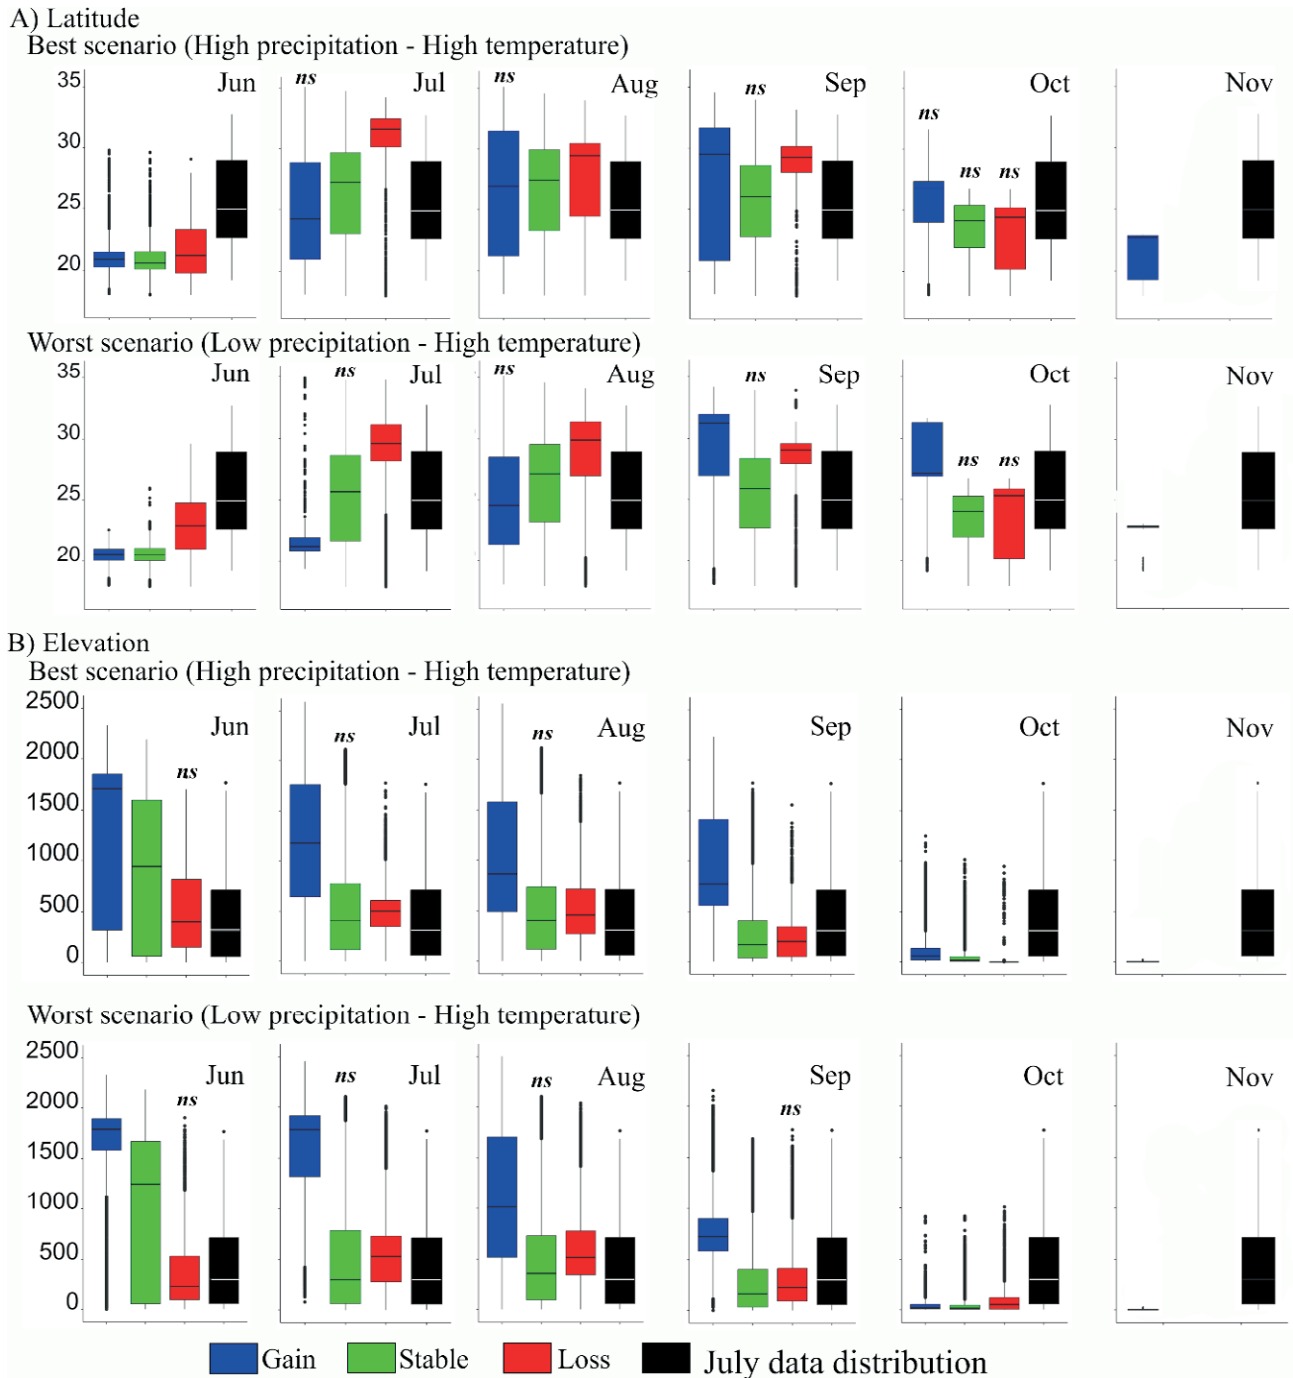 A) Latitude
Best scenario (High precipitation - High temperature)
35
30
25
20
Jun
ns
Jul
ns
Aug
ns
Sep
ns
ns
ns
Oct
Nov
Worst scenario (Low precipitation - High temperature)
35
30
25
20
Jun
ns
Jul
ns
Aug
ns
Sep
ns
ns
Oct
Nov
B) Elevation
Best scenario (High precipitation - High temperature)
2500
2000
1500
1000
500
0
ns
Jun
ns
Jul
ns
Aug
Sep
Oct
Nov
Worst scenario (Low precipitation - High temperature)
2500
2000
1500
1000
500
0
ns
Jun
ns
Jul
ns
Aug
ns
Sep
Oct
Nov
Gain Stable Loss July data distribution